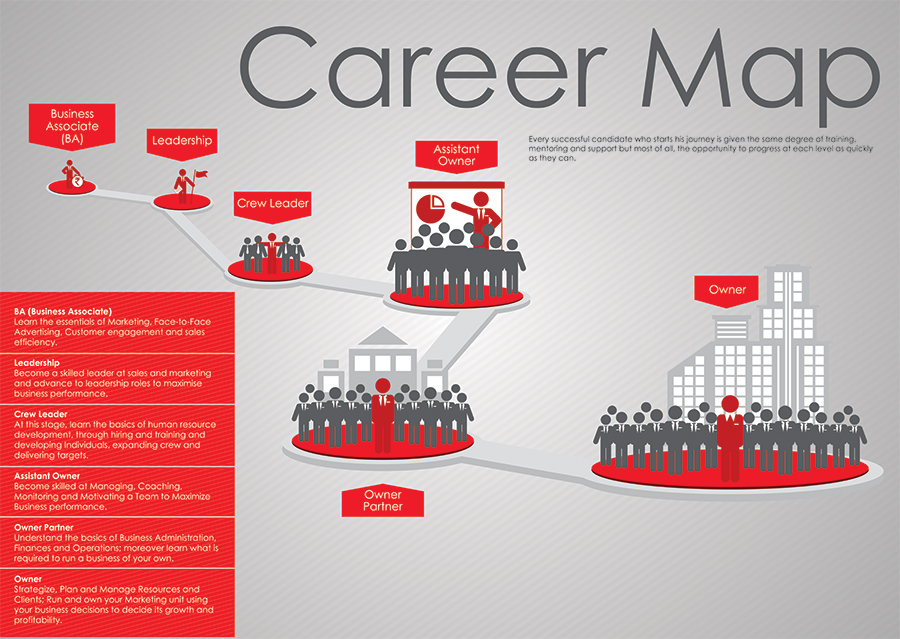 Career Map
Every successful candidate who starts his journey is given the same degree of training,
mentoring and support but most of all, the opportunity to progress at each level as quickly
as they can.
Business
Associate
(BA)
Leadership
Crew Leader
Assistant
Owner
Owner
Partner
Owner
BA (Business Associate)
Learn the essentials of Marketing, Face-to-Face
Advertising, Customer engagement and sales
efficiency.
Leadership
Become a skilled leader at sales and marketing
and advance to leadership roles to maximise
business performance.
Crew Leader
At this stage, learn the basics of human resource
development, through hiring and training and
developing individuals, expanding crew and
delivering targets.
Assistant Owner
Become skilled at Managing, Coaching,
Monitoring and Motivating a Team to Maximize
Business performance.
Owner Partner
Understand the basics of Business Administration,
Finances and Operations; moreover learn what is
required to run a business of your own.
Owner
Strategize, Plan and Manage Resources and
Clients; Run and own your Marketing unit using
your business decisions to decide its growth and
profitability.